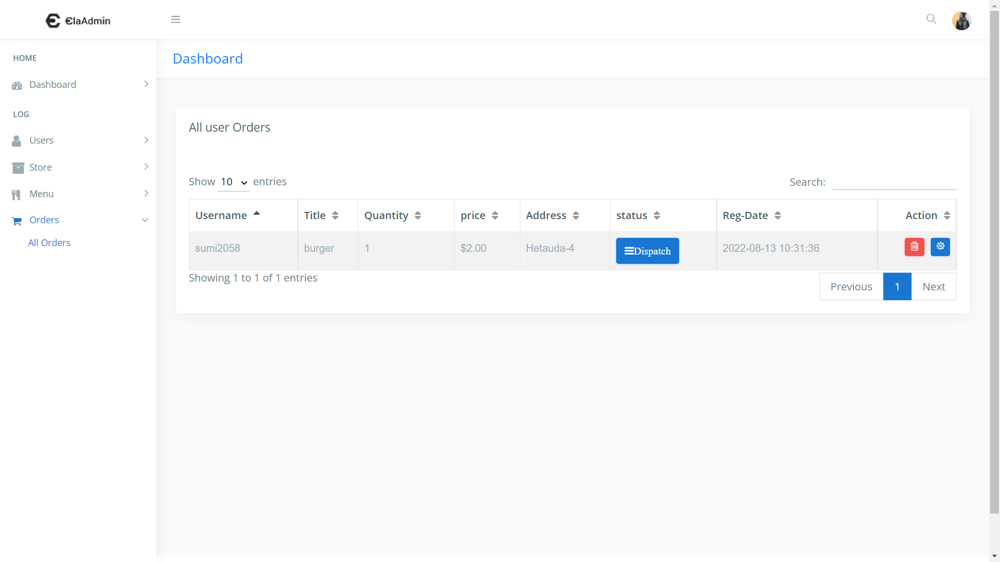 ElaAdmin
HOME
Dashboard
LOG
Users
Store
Menu
Orders
All Orders
Dashboard
All user Orders
Show 10 entries
Search:
Username Title Quantity price Address status Reg-Date Action
sumi2058 burger 1 $2.00 Hetauda-4 Dispatch 2022-08-13 10:31:36
Showing 1 to 1 of 1 entries
Previous 1 Next